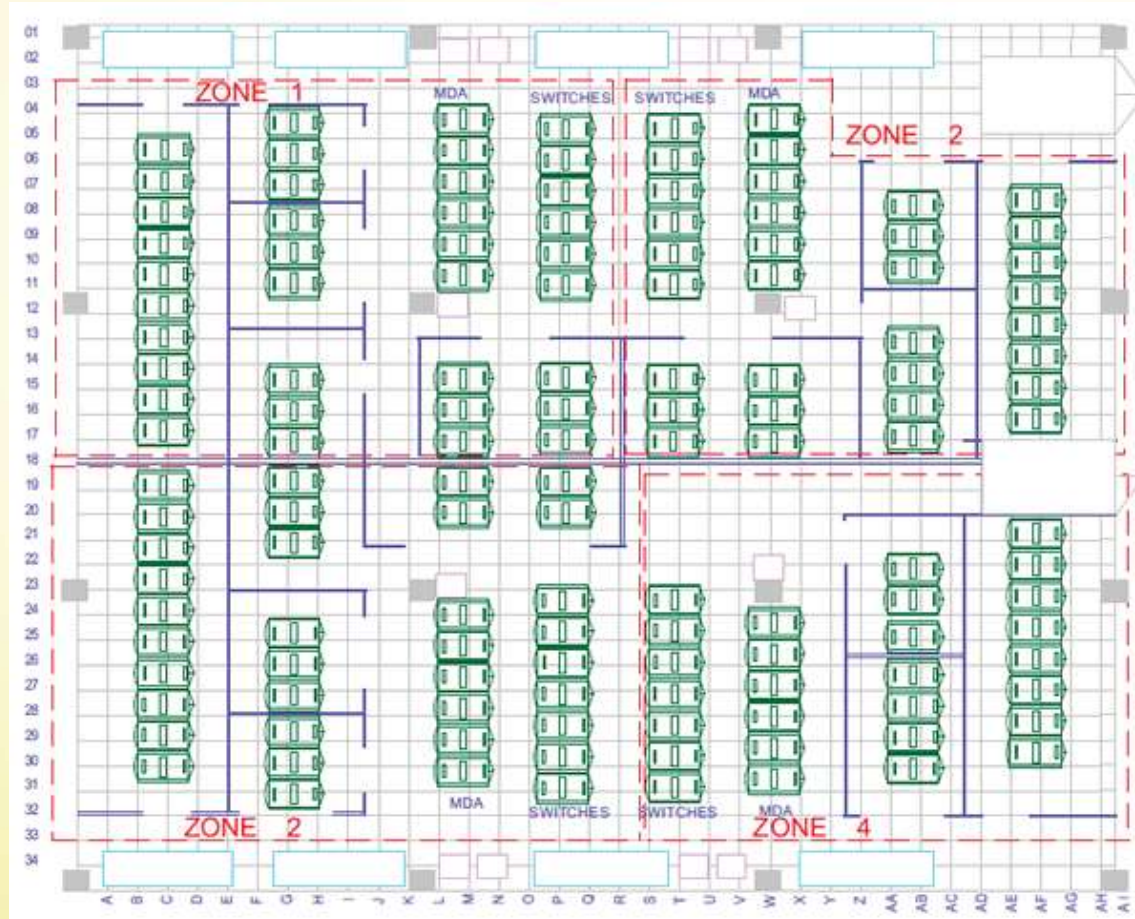 01
02
03
ZONE 1
MDA
SWITCHES
SWITCHES
MDA
04
05
ZONE 2
06
07
08
09
10
11
12
13
14
15
16
17
18
19
20
21
22
23
24
25
26
27
28
29
30
31
MDA
SWITCHES
SWITCHES
MDA
32
ZONE 2
ZONE 4
33
34
A B C D E F G H I J K L M N O P Q R S T U V W X Y Z AA AB AC AD AE AF AG AH AI